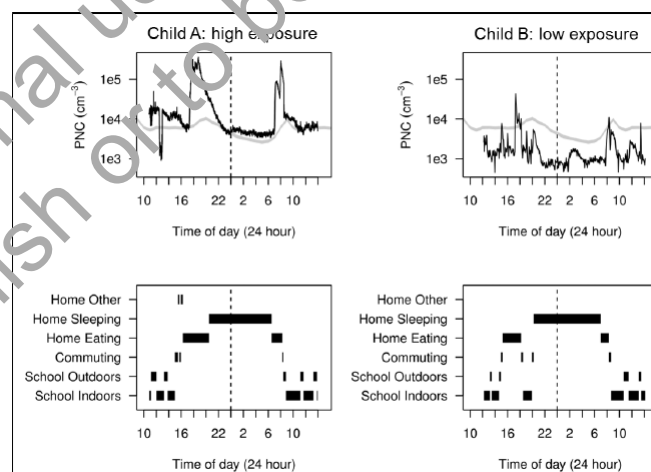 Child A: high exposure
Child B: low exposure
PNC (cm⁻³)
1e5
1e4
1e3
10 16 22 2 6 10
Time of day (24 hour)
PNC (cm⁻³)
1e5
1e4
1e3
10 16 22 2 6 10
Time of day (24 hour)
Home Other
Home Sleeping
Home Eating
Commuting
School Outdoors
School Indoors
10 16 22 2 6 10
Time of day (24 hour)
Home Other
Home Sleeping
Home Eating
Commuting
School Outdoors
School Indoors
10 16 22 2 6 10
Time of day (24 hour)